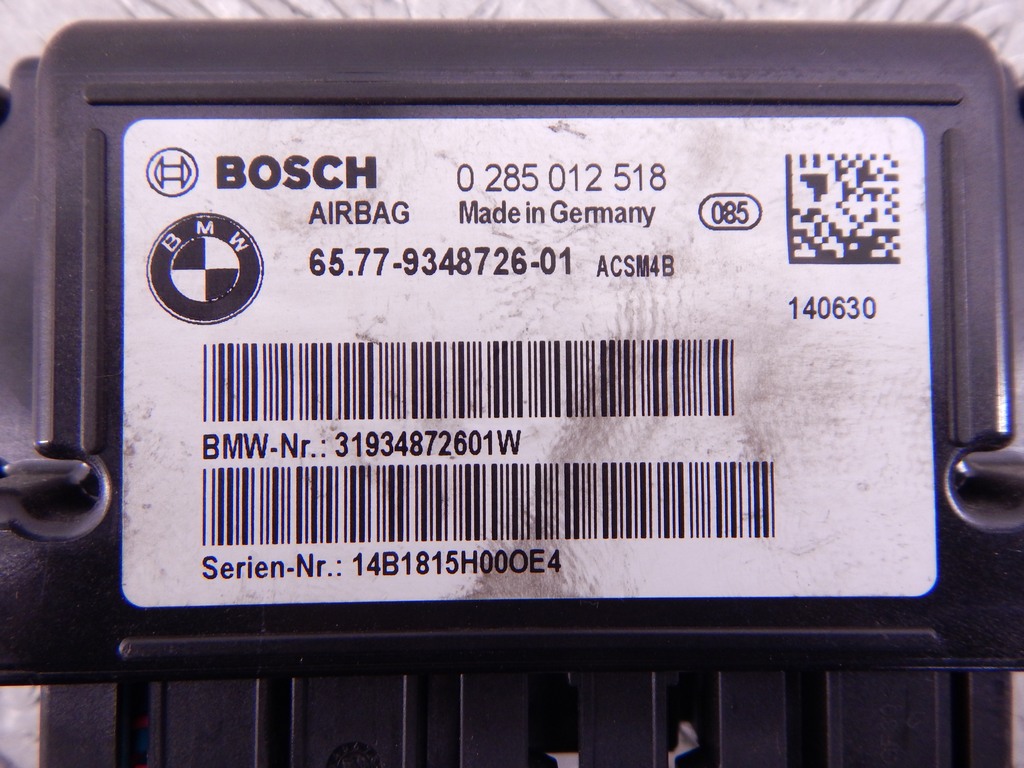 BOSCH 0 285 012 518
AIRBAG Made in Germany 085
BMW
65.77-9348726-01 ACSM4B
140630
BMW-Nr.: 31934872601W
Serien-Nr.: 14B1815H00OE4